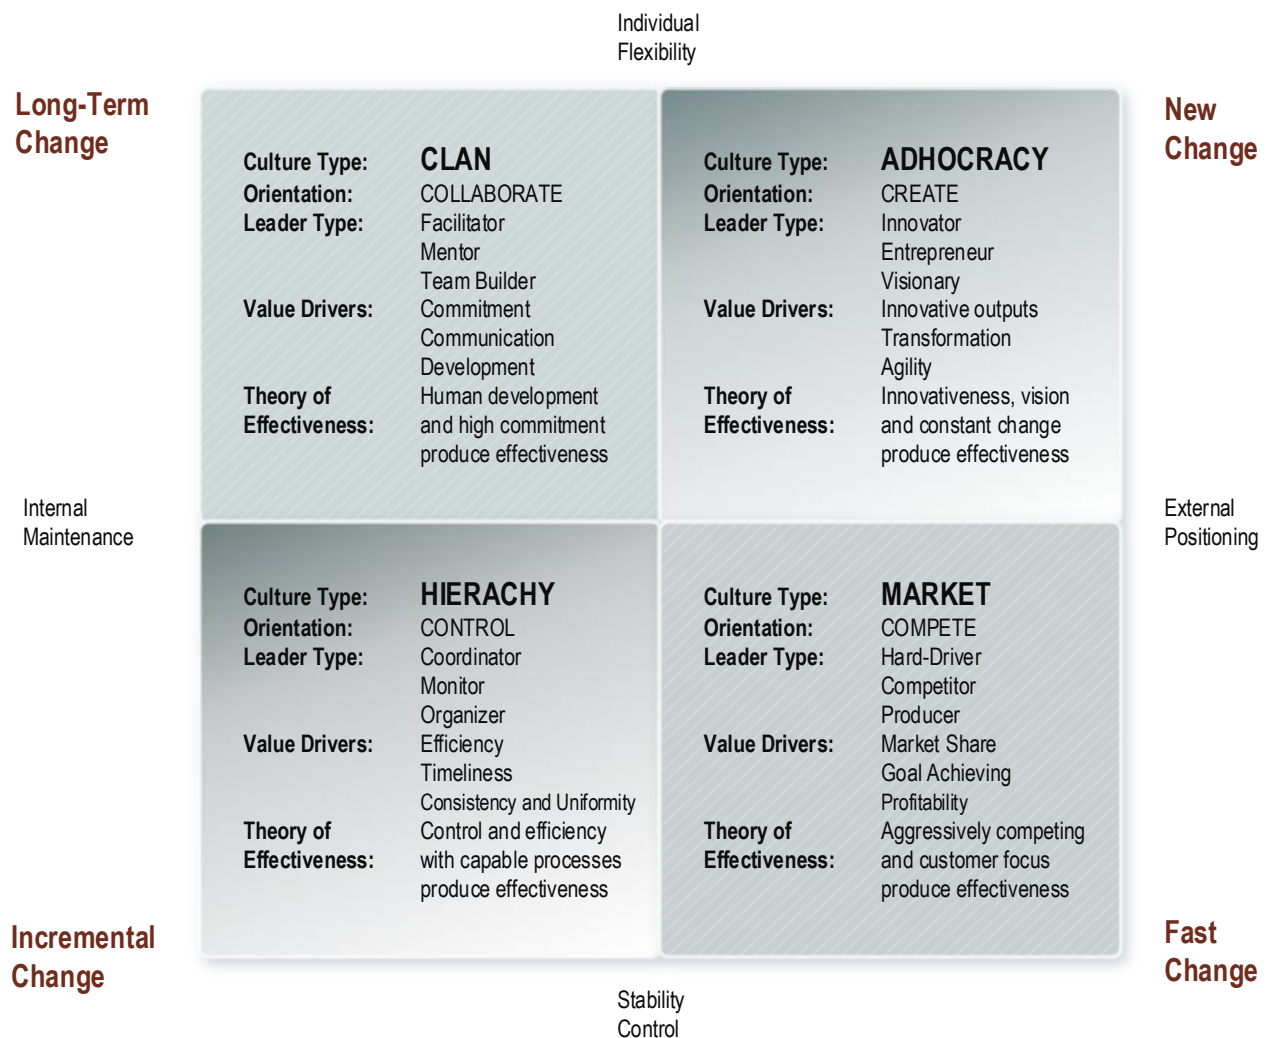 Individual
Flexibility
Long-Term
Change
New
Change
Culture Type: CLAN
Orientation: COLLABORATE
Leader Type: Facilitator
Mentor
Team Builder
Value Drivers: Commitment
Communication
Development
Theory of Human development
Effectiveness: and high commitment
produce effectiveness
Culture Type: ADHOCRACY
Orientation: CREATE
Leader Type: Innovator
Entrepreneur
Visionary
Value Drivers: Innovative outputs
Transformation
Agility
Theory of Innovativeness, vision
Effectiveness: and constant change
produce effectiveness
Internal
Maintenance
External
Positioning
Culture Type: HIERACHY
Orientation: CONTROL
Leader Type: Coordinator
Monitor
Organizer
Value Drivers: Efficiency
Timeliness
Consistency and Uniformity
Theory of Control and efficiency
Effectiveness: with capable processes
produce effectiveness
Culture Type: MARKET
Orientation: COMPETE
Leader Type: Hard-Driver
Competitor
Producer
Value Drivers: Market Share
Goal Achieving
Profitability
Theory of Aggressively competing
Effectiveness: and customer focus
produce effectiveness
Incremental
Change
Fast
Change
Stability
Control